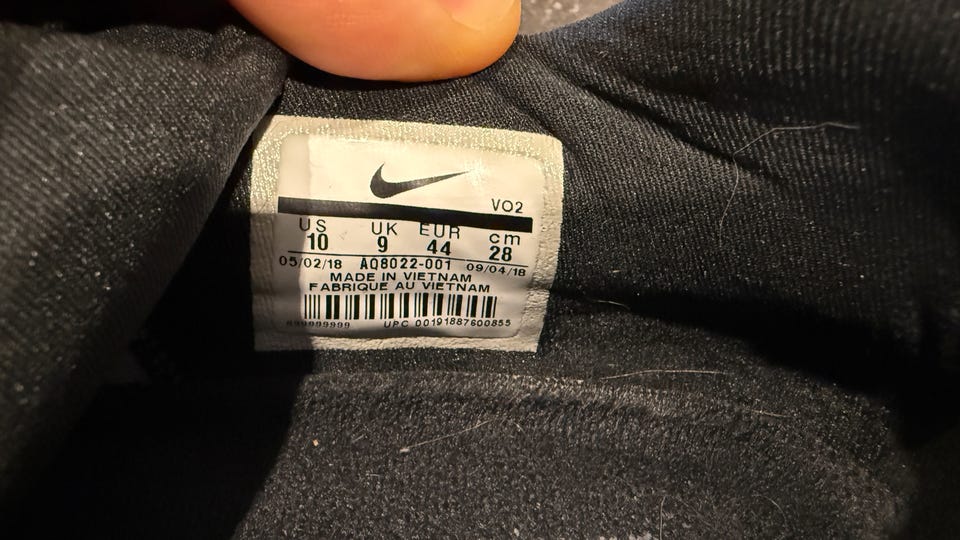 VO2
US UK EUR cm
10 9 44 28
05/02/18 AQ8022-001 09/04/18
MADE IN VIETNAM
FABRIQUE AU VIETNAM
UPC 00191887600855